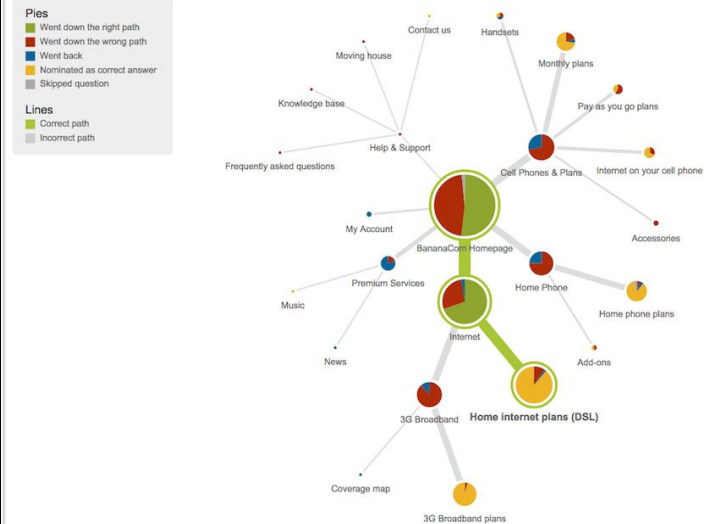 Pies
Went down the right path
Went down the wrong path
Went back
Nominated as correct answer
Skipped question
Lines
Correct path
Incorrect path
Contact us
Handsets
Moving house
Monthly plans
Knowledge base
Pay as you go plans
Help & Support
Frequently asked questions
Cell Phones & Plans
Internet on your cell phone
My Account
Accessories
BananaCom Homepage
Premium Services
Home Phone
Music
Home phone plans
Internet
News
Add-ons
3G Broadband
Home internet plans (DSL)
Coverage map
3G Broadband plans